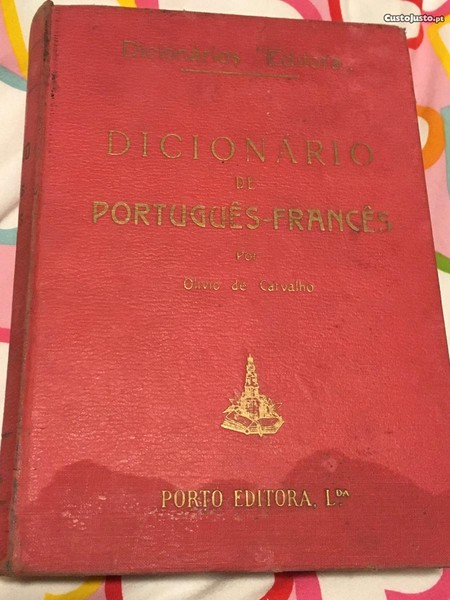 CustoJusto.pt
Dicionários "Editora"
DICIONÁRIO
DE
PORTUGUÊS-FRANCÊS
Por
Olívio de Carvalho
PORTO EDITORA, L.DA